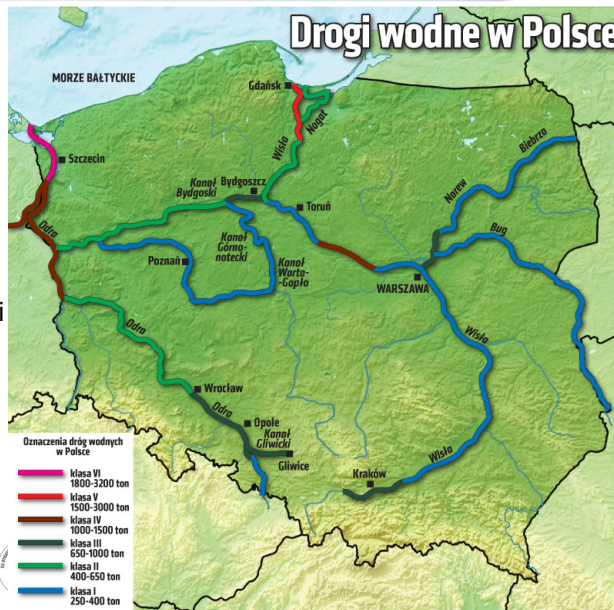 Drogi wodne w Polsce
MORZE BAŁTYCKIE
Gdańsk
Nogat
Wisła
Szczecin
Biebrza
Kanał
Bydgoski
Bydgoszcz
Narew
Toruń
Odra
Bug
Kanał
Górno-
notecki
Kanał
Warta-
Gopło
Poznań
WARSZAWA
Odra
Wisła
Wrocław
Odra
Opole
Kanał
Gliwicki
Gliwice
Kraków
Wisła
i
Oznaczenia dróg wodnych
w Polsce
klasa VI
1800-3200 ton
klasa V
1500-3000 ton
klasa IV
1000-1500 ton
klasa III
650-1000 ton
klasa II
400-650 ton
klasa I
250-400 ton